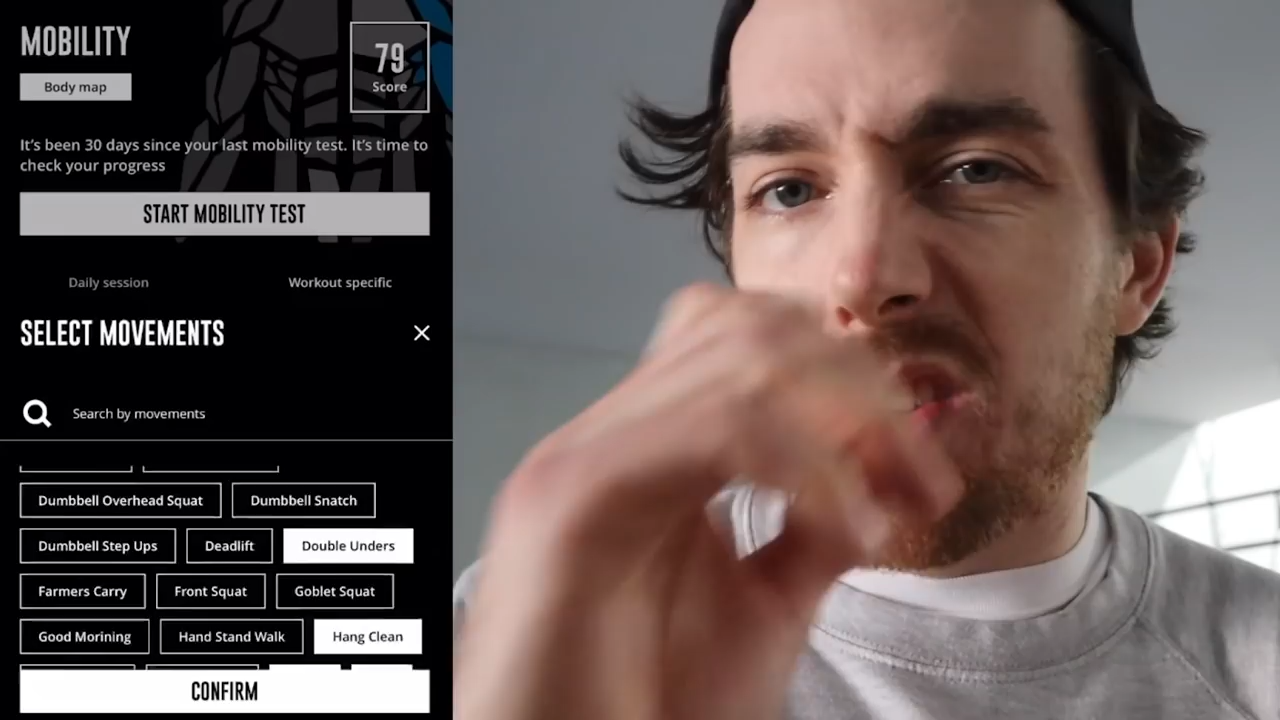 MOBILITY
Body map
79
Score
It's been 30 days since your last mobility test. It's time to
check your progress
START MOBILITY TEST
Daily session Workout specific
SELECT MOVEMENTS
Search by movements
Dumbbell Overhead Squat Dumbbell Snatch
Dumbbell Step Ups Deadlift Double Unders
Farmers Carry Front Squat Goblet Squat
Good Morining Hand Stand Walk Hang Clean
CONFIRM